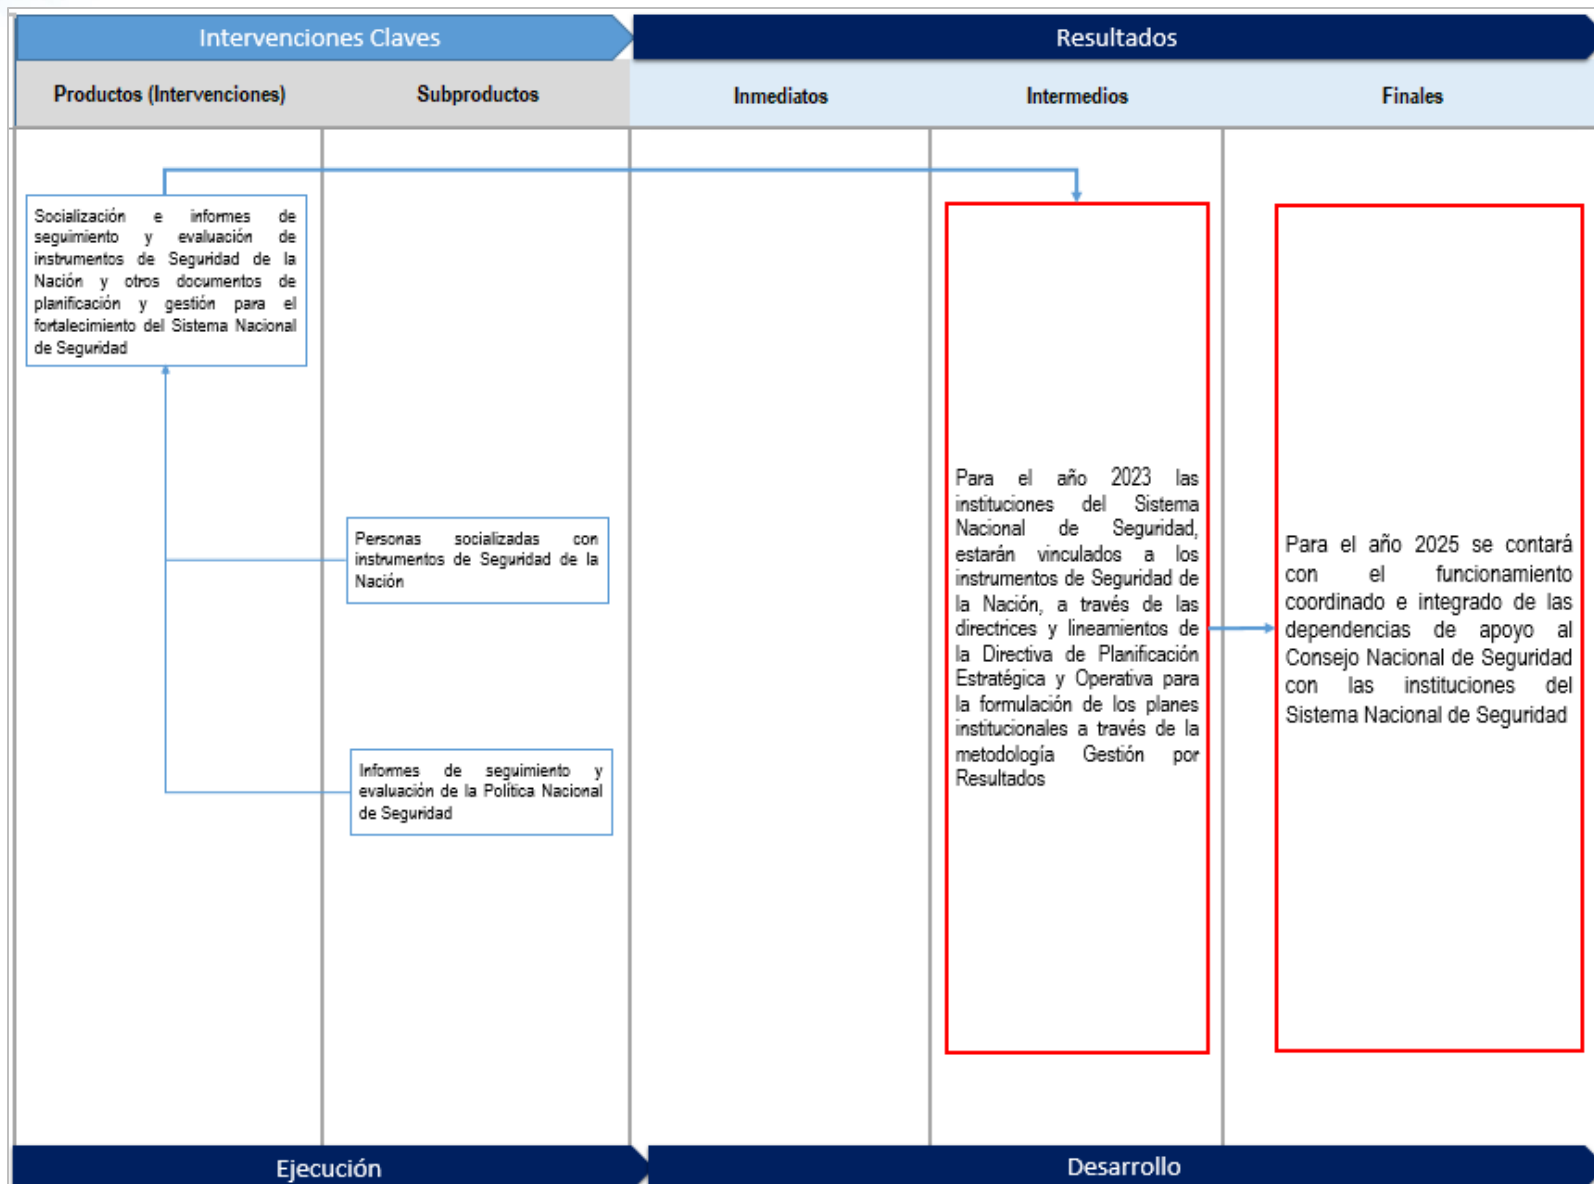 Intervenciones Claves
Resultados
Productos (Intervenciones)
Subproductos
Inmediatos
Intermedios
Finales
Socialización e informes de
seguimiento y evaluación de
instrumentos de Seguridad de la
Nación y otros documentos de
planificación y gestión para el
fortalecimiento del Sistema Nacional
de Seguridad
Personas socializadas con
instrumentos de Seguridad de la
Nación
Informes de seguimiento y
evaluación de la Política Nacional
de Seguridad
Para el año 2023 las
instituciones del Sistema
Nacional de Seguridad,
estarán vinculados a los
instrumentos de Seguridad de
la Nación, a través de las
directrices y lineamientos de
la Directiva de Planificación
Estratégica y Operativa para
la formulación de los planes
institucionales a través de la
metodología Gestión por
Resultados
Para el año 2025 se contará
con el funcionamiento
coordinado e integrado de las
dependencias de apoyo al
Consejo Nacional de Seguridad
con las instituciones del
Sistema Nacional de Seguridad
Ejecución
Desarrollo